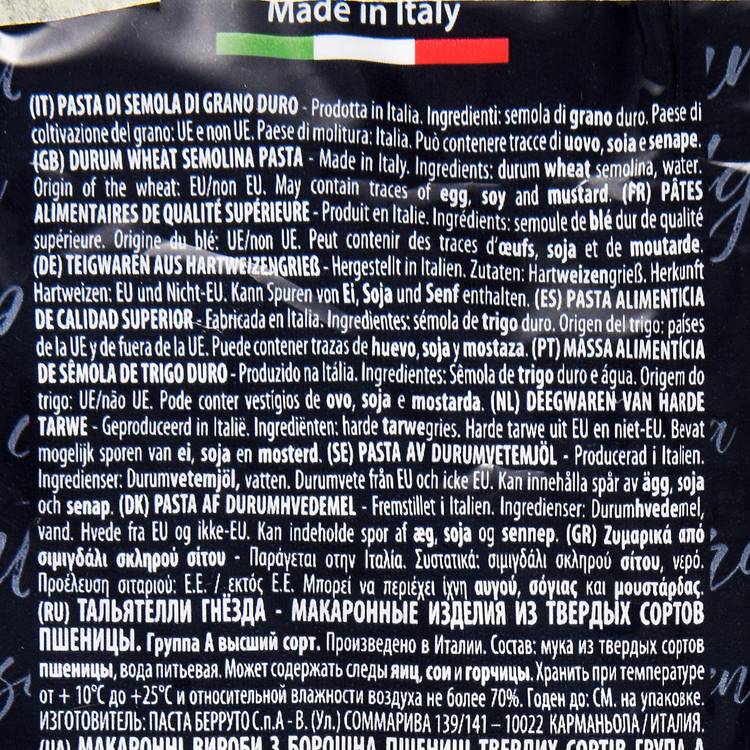 Made in Italy
(IT) PASTA DI SEMOLA DI GRANO DURO - Prodotta in Italia. Ingredienti: semola di grano duro. Paese di
coltivazione del grano: UE e non UE. Paese di molitura: Italia. Può contenere tracce di uovo, soia e senape.
(GB) DURUM WHEAT SEMOLINA PASTA - Made in Italy. Ingredients: durum wheat semolina, water.
Origin of the wheat: EU/non EU. May contain traces of egg, soy and mustard. (FR) PÂTES
ALIMENTAIRES DE QUALITÉ SUPÉRIEURE - Produit en Italie. Ingrédients: semoule de blé dur de qualité
supérieure. Origine du blé: UE/non UE. Peut contenir des traces d'œufs, soja et de moutarde.
(DE) TEIGWAREN AUS HARTWEIZENGRIEß - Hergestellt in Italien. Zutaten: Hartweizengrieß. Herkunft
Hartweizen: EU und Nicht-EU. Kann Spuren von Ei, Soja und Senf enthalten. (ES) PASTA ALIMENTICIA
DE CALIDAD SUPERIOR - Fabricada en Italia. Ingredientes: sémola de trigo duro. Origen del trigo: países
de la UE y de fuera de la UE. Puede contener trazas de huevo, soja y mostaza. (PT) MASSA ALIMENTÍCIA
DE SÊMOLA DE TRIGO DURO - Produzido na Itália. Ingredientes: Sêmola de trigo duro e água. Origem do
trigo: UE/não UE. Pode conter vestigios de ovo, soja e mostarda. (NL) DEEGWAREN VAN HARDE
TARWE - Geproduceerd in Italië. Ingrediënten: harde tarwegries. Harde tarwe uit EU en niet-EU. Bevat
mogelijk sporen van ei, soja en mosterd. (SE) PASTA AV DURUMVETEMJÖL - Producerad i Italien.
Ingredienser: Durumvetemjöl, vatten. Durumvete från EU och icke EU. Kan innehålla spår av ägg, soja
och senap. (DK) PASTA AF DURUMHVEDEMEL - Fremstillet i Italien. Ingredienser: Durumhvedemel,
vand. Hvede fra EU og ikke-EU. Kan indeholde spor af æg, soja og sennep. (GR) Ζυμαρικά από
σιμιγδάλι σκληρού σίτου - Παράγεται στην Ιταλία. Συστατικά: σιμιγδάλι σκληρού σίτου, νερό.
Προέλευση σιταριού: Ε.Ε. / εκτός Ε.Ε. Μπορεί να περιέχει ίχνη αυγού, σόγιας και μουστάρδας.
(RU) ТАЛЬЯТЕЛЛИ ГНЁЗДА - МАКАРОННЫЕ ИЗДЕЛИЯ ИЗ ТВЕРДЫХ СОРТОВ
ПШЕНИЦЫ. Группа А высший сорт. Произведено в Италии. Состав: мука из твердых сортов
пшеницы, вода питьевая. Может содержать следы яиц, сои и горчицы. Хранить при температуре
от + 10°C до +25°C и относительной влажности воздуха не более 70%. Годен до: СМ. на упаковке.
ИЗГОТОВИТЕЛЬ: ПАСТА БЕРРУТО С.п.А - В. (Ул.) СОММАРИВА 139/141 – 10022 КАРМАНЬОЛА / ИТАЛИЯ.
(UA) МАКАРОННІ ВИРОБИ З БОРОШНА ПШЕНИЦІ ТВЕРДИХ СОРТІВ ГРУПА А